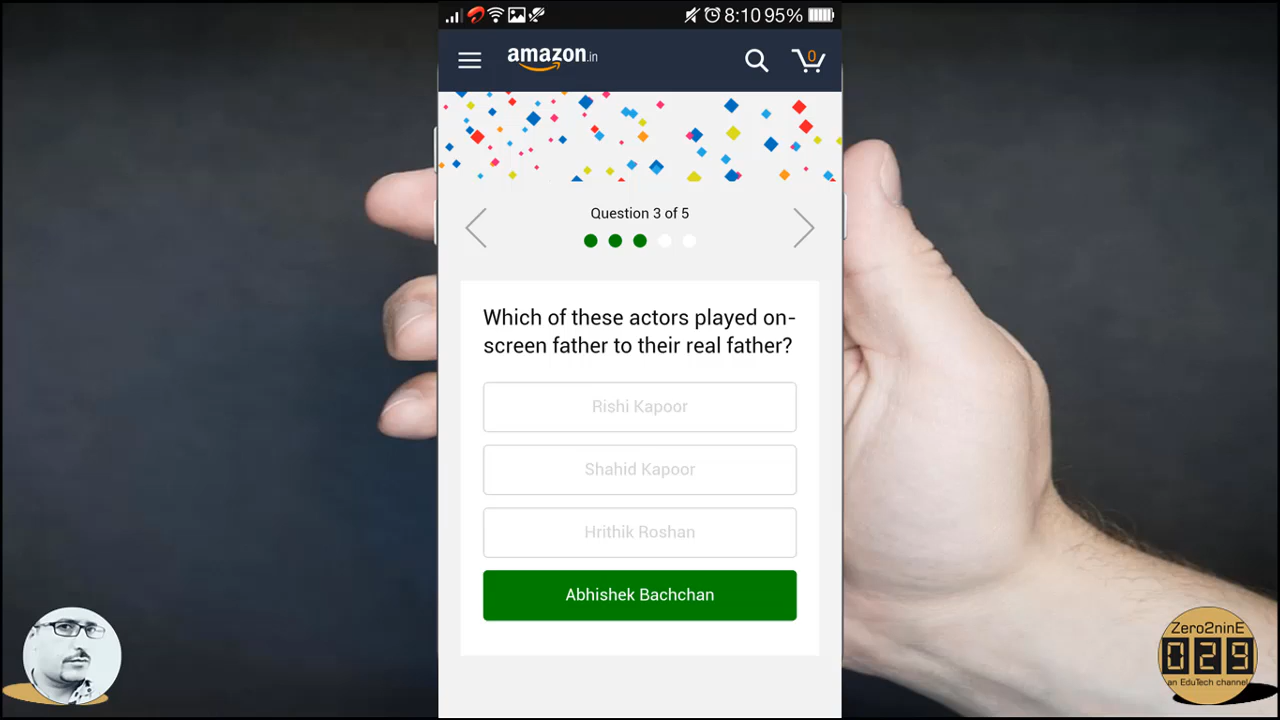 8:10 95%
amazon.in
0
Question 3 of 5
Which of these actors played on-
screen father to their real father?
Rishi Kapoor
Shahid Kapoor
Hrithik Roshan
Abhishek Bachchan
Zero2ninE
029
an EduTech channel